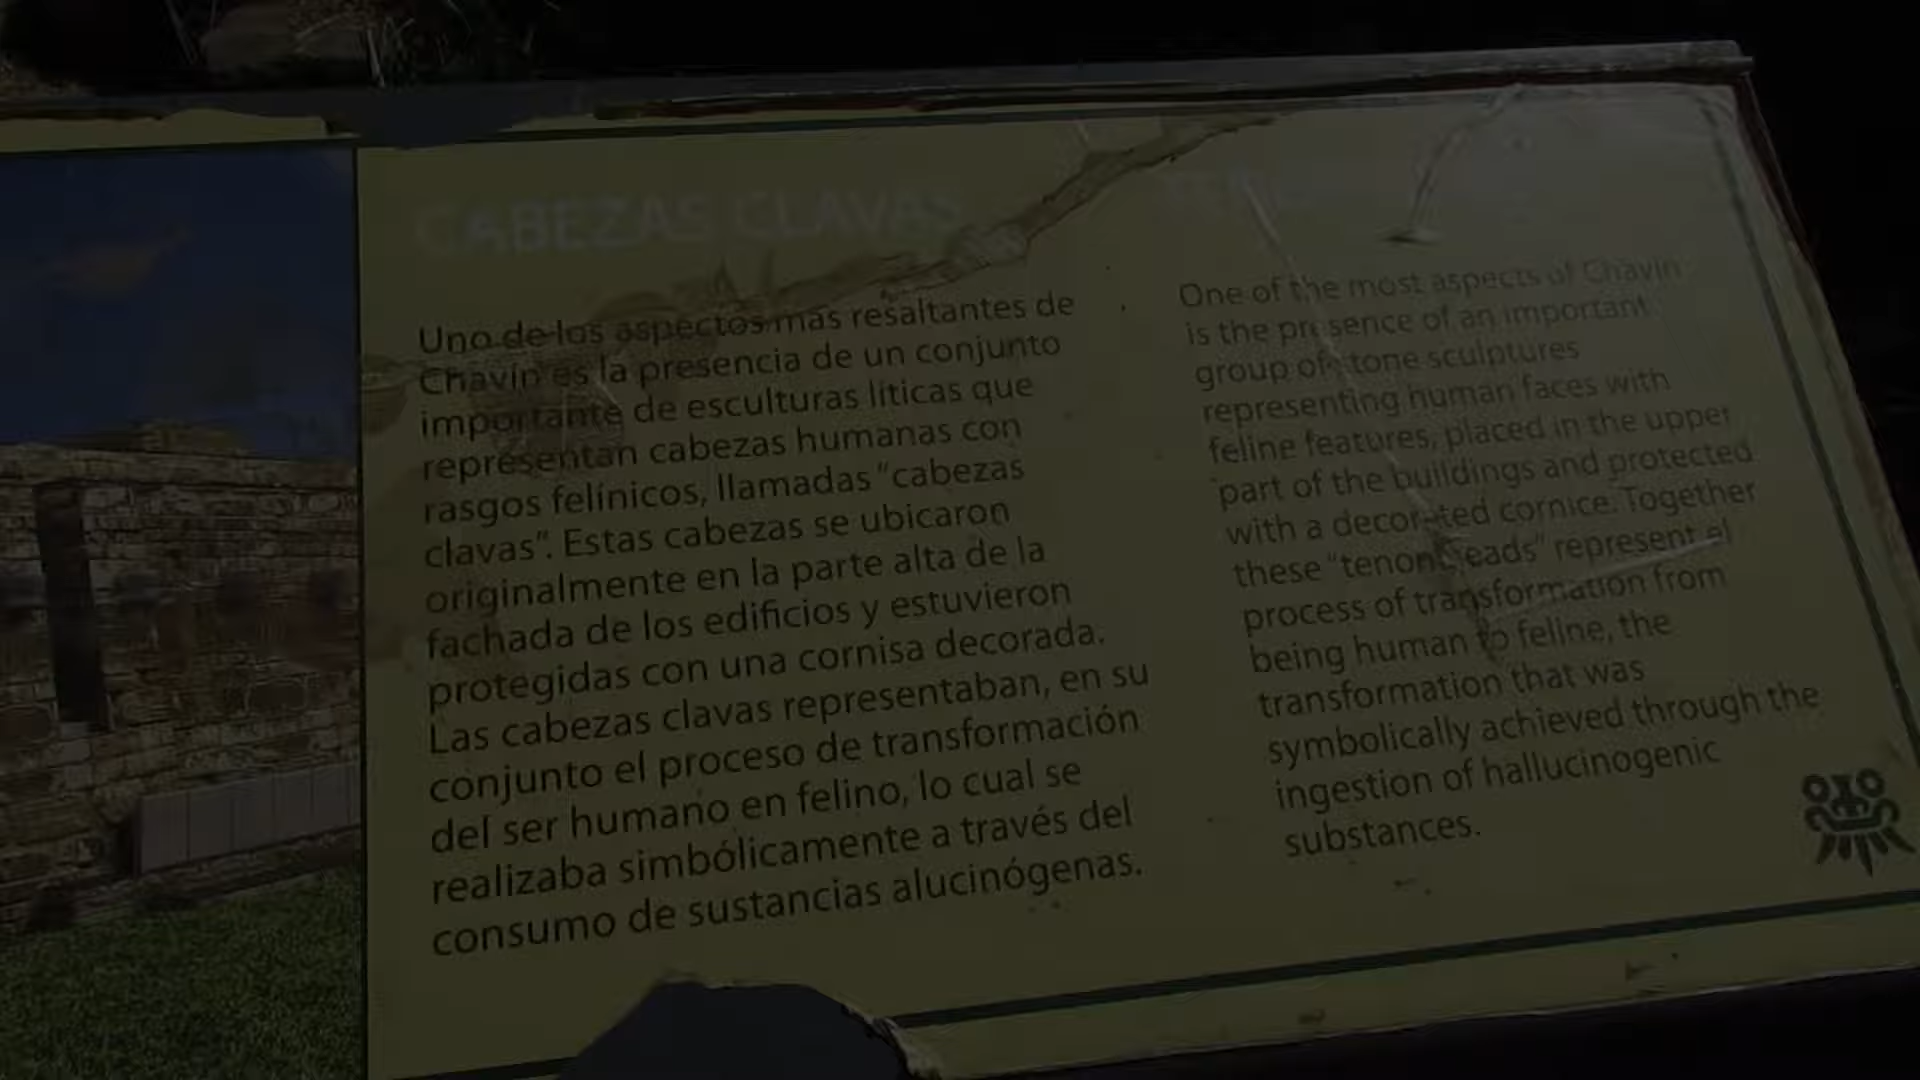 CABEZAS CLAVAS
Uno de los aspectos más resaltantes de
Chavín es la presencia de un conjunto
importante de esculturas líticas que
representan cabezas humanas con
rasgos felínicos, llamadas "cabezas
clavas". Estas cabezas se ubicaron
originalmente en la parte alta de la
fachada de los edificios y estuvieron
protegidas con una cornisa decorada.
Las cabezas clavas representaban, en su
conjunto el proceso de transformación
del ser humano en felino, lo cual se
realizaba simbólicamente a través del
consumo de sustancias alucinógenas.
One of the most aspects of Chavin
is the presence of an important
group of stone sculptures
representing human faces with
feline features, placed in the upper
part of the buildings and protected
with a decorated cornice. Together
these "tenon heads" represent el
process of transformation from
being human to feline, the
transformation that was
symbolically achieved through the
ingestion of hallucinogenic
substances.